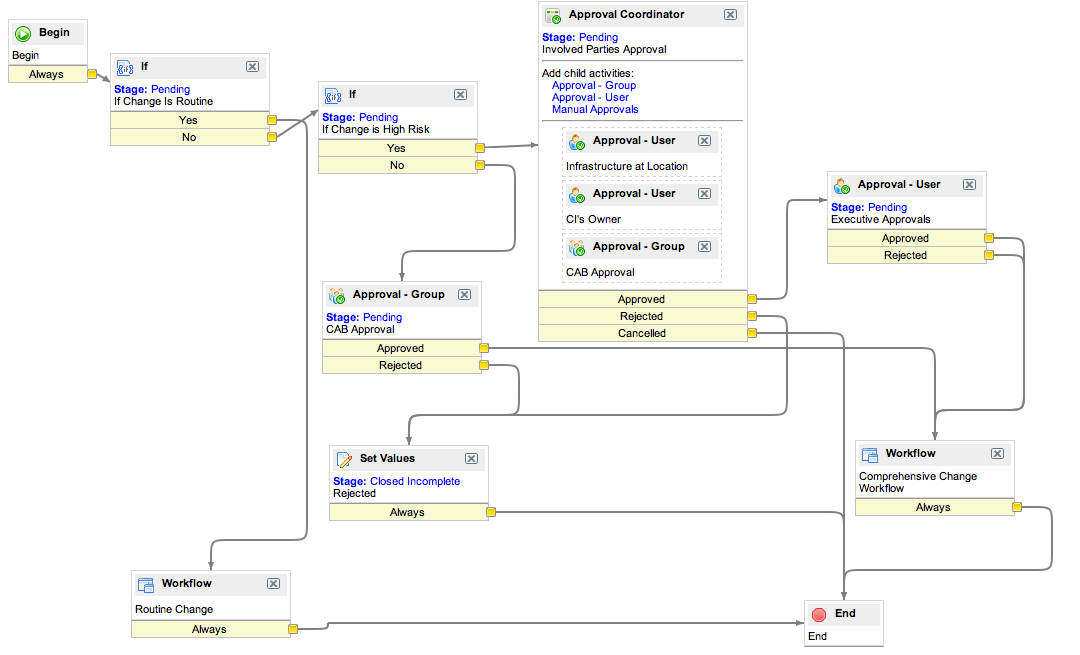 Begin
Begin
Always
If
Stage: Pending
If Change Is Routine
Yes
No
If
Stage: Pending
If Change is High Risk
Yes
No
Approval Coordinator
Stage: Pending
Involved Parties Approval
Add child activities:
Approval - Group
Approval - User
Manual Approvals
Approval - User
Infrastructure at Location
Approval - User
CI's Owner
Approval - Group
CAB Approval
Approved
Rejected
Cancelled
Approval - User
Stage: Pending
Executive Approvals
Approved
Rejected
Approval - Group
Stage: Pending
CAB Approval
Approved
Rejected
Set Values
Stage: Closed Incomplete
Rejected
Always
Workflow
Comprehensive Change
Workflow
Always
Workflow
Routine Change
Always
End
End